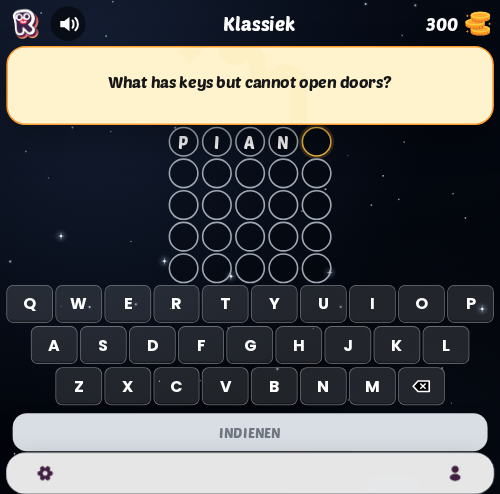 Klassiek
300
What has keys but cannot open doors?
P I A N
Q W E R T Y U I O P
A S D F G H J K L
Z X C V B N M
INDIENEN